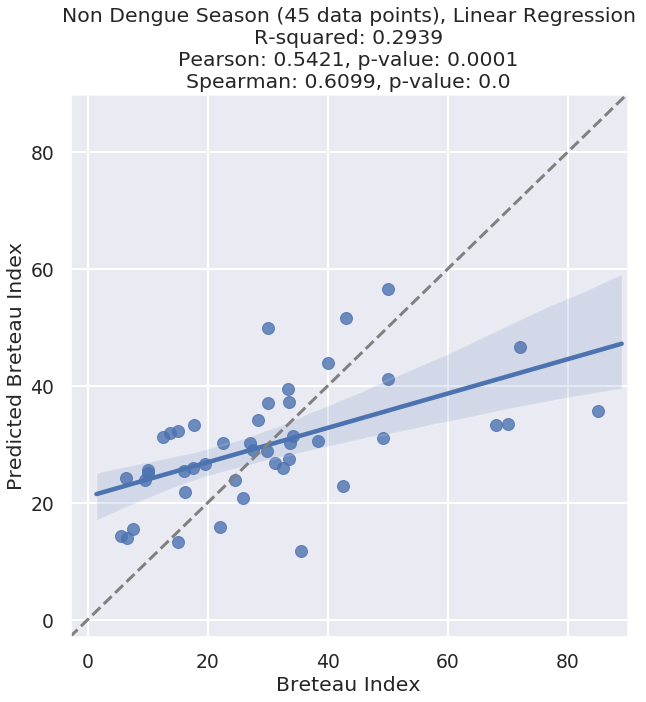 Non Dengue Season (45 data points), Linear Regression
R-squared: 0.2939
Pearson: 0.5421, p-value: 0.0001
Spearman: 0.6099, p-value: 0.0
80
60
40
20
0
Predicted Breteau Index
0 20 40 60 80
Breteau Index